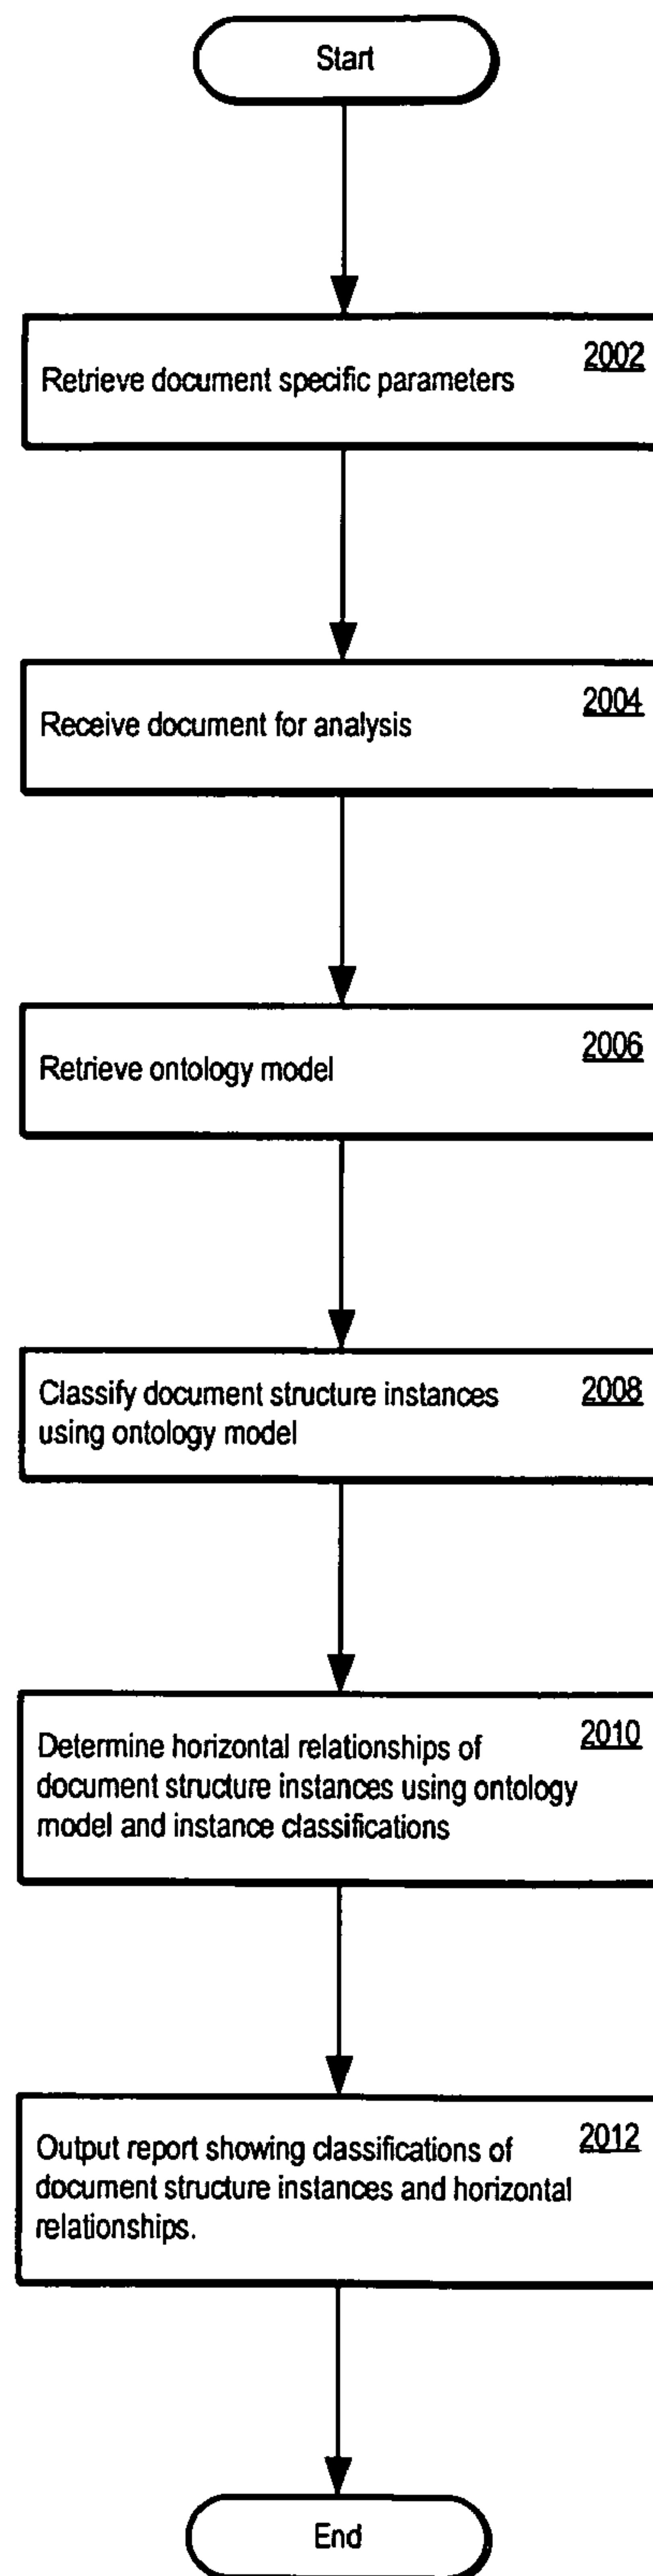 Start
2002
Retrieve document specific parameters
2004
Receive document for analysis
2006
Retrieve ontology model
2008
Classify document structure instances
using ontology model
2010
Determine horizontal relationships of
document structure instances using ontology
model and instance classifications
2012
Output report showing classifications of
document structure instances and horizontal
relationships.
End